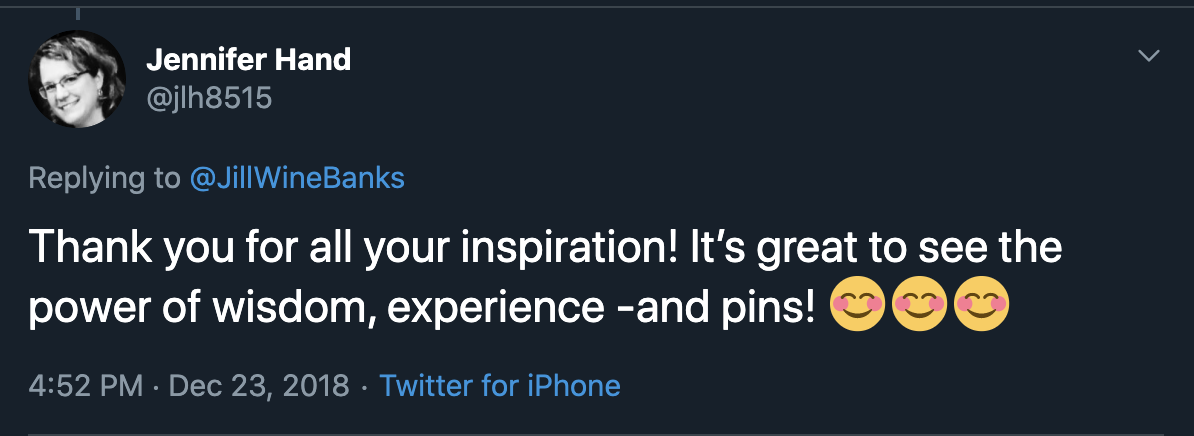 Jennifer Hand
@jlh8515
Replying to @JillWineBanks
Thank you for all your inspiration! It’s great to see the
power of wisdom, experience -and pins! 😊😊😊
4:52 PM · Dec 23, 2018 · Twitter for iPhone